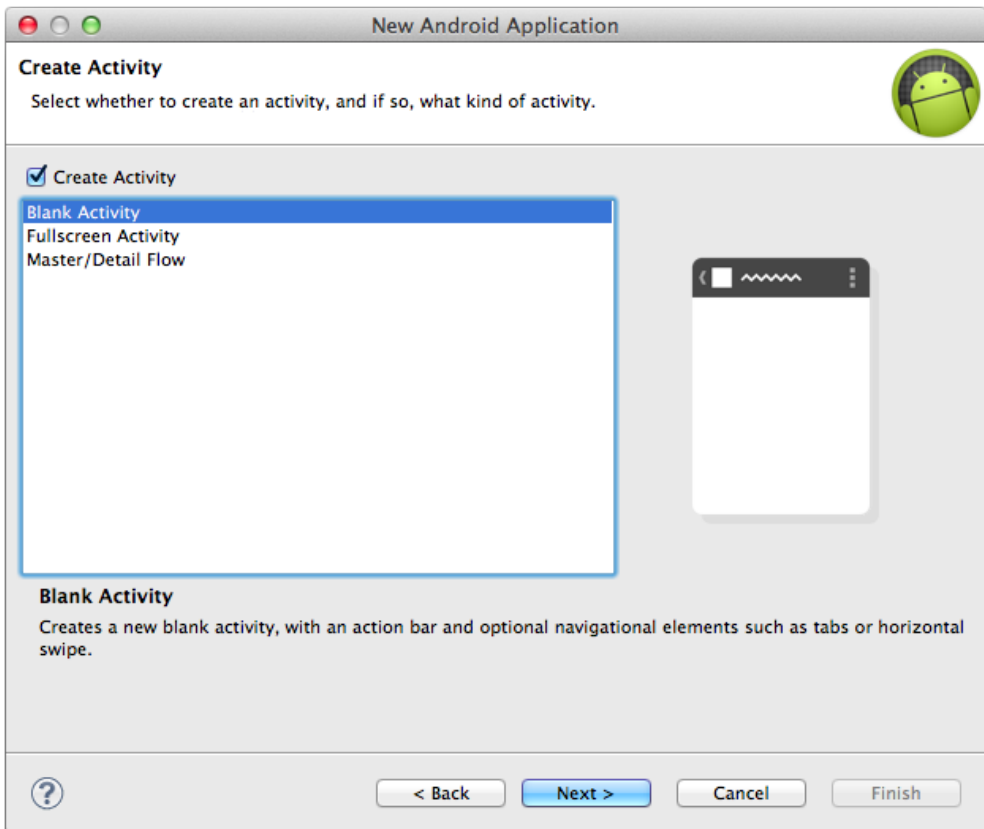 New Android Application
Create Activity
Select whether to create an activity, and if so, what kind of activity.
Create Activity
Blank Activity
Fullscreen Activity
Master/Detail Flow
Blank Activity
Creates a new blank activity, with an action bar and optional navigational elements such as tabs or horizontal
swipe.
?
< Back
Next >
Cancel
Finish